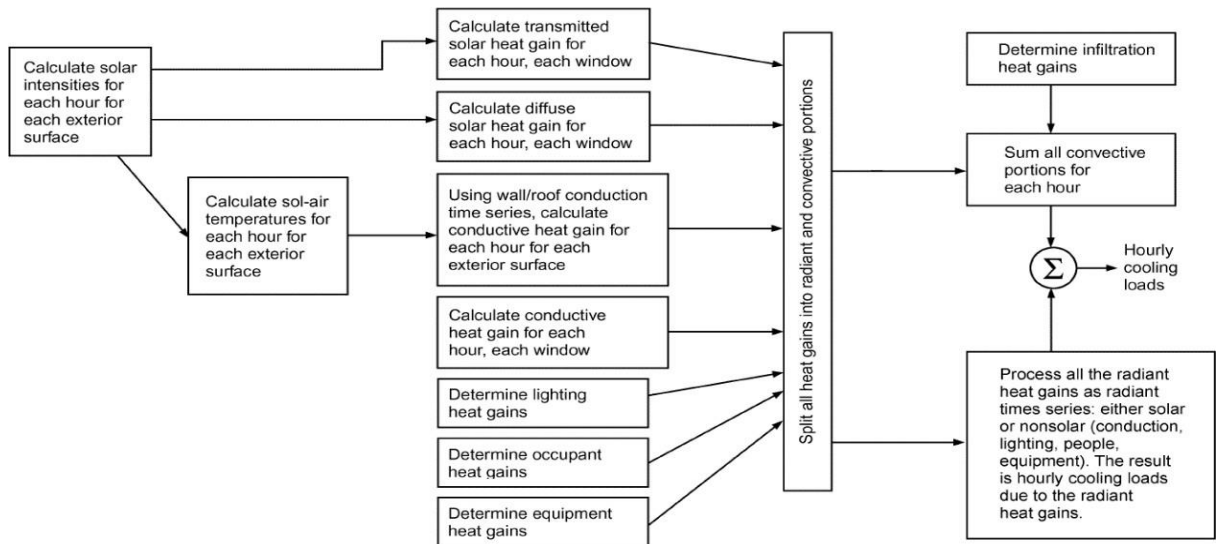 Calculate solar
intensities for
each hour for
each exterior
surface
Calculate sol-air
temperatures for
each hour for
each exterior
surface
Calculate transmitted
solar heat gain for
each hour, each window
Calculate diffuse
solar heat gain for
each hour, each window
Using wall/roof conduction
time series, calculate
conductive heat gain for
each hour for each
exterior surface
Calculate conductive
heat gain for each
hour, each window
Determine lighting
heat gains
Determine occupant
heat gains
Determine equipment
heat gains
Split all heat gains into radiant and convective portions
Determine infiltration
heat gains
Sum all convective
portions for
each hour
Σ
Hourly
cooling
loads
Process all the radiant
heat gains as radiant
times series: either solar
or nonsolar (conduction,
lighting, people,
equipment). The result
is hourly cooling loads
due to the radiant
heat gains.